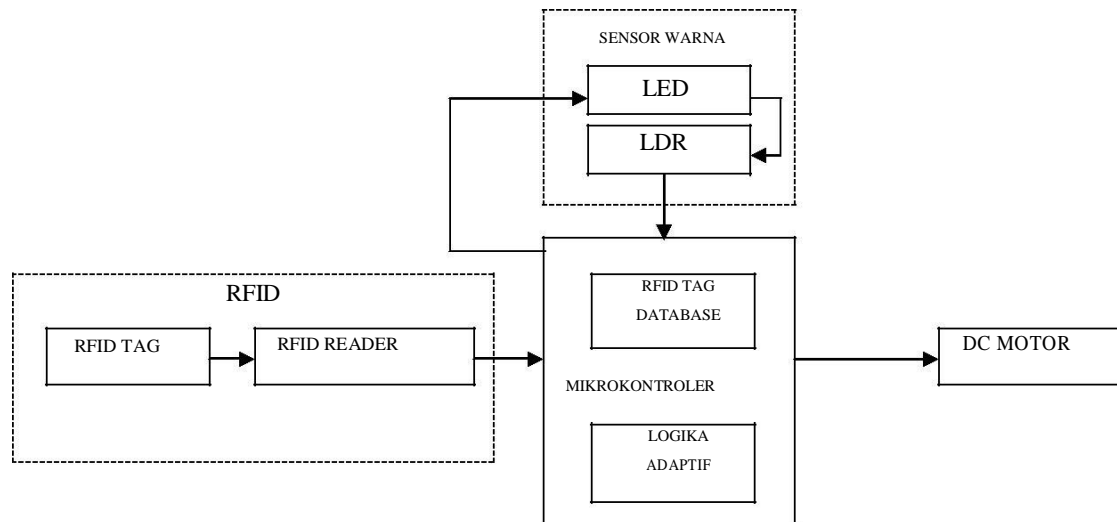 SENSOR WARNA
LED
LDR
RFID
RFID TAG
RFID READER
RFID TAG
DATABASE
MIKROKONTROLER
LOGIKA
ADAPTIF
DC MOTOR